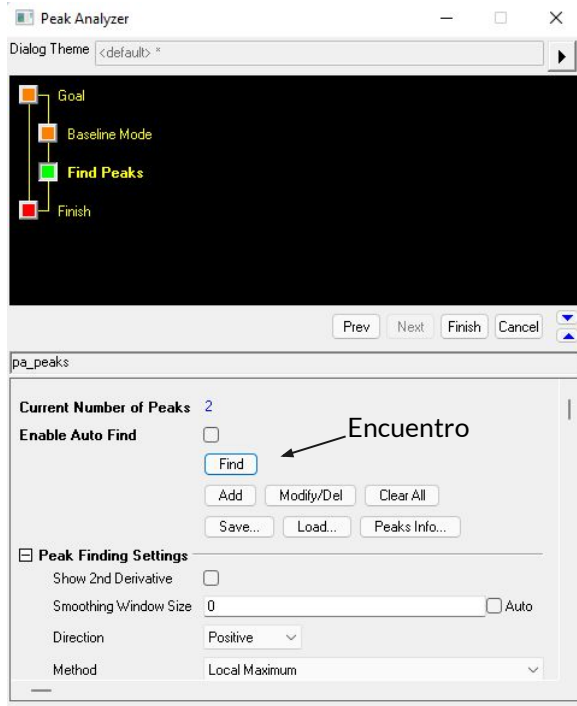 Peak Analyzer
Dialog Theme <default> *
Goal
Baseline Mode
Find Peaks
Finish
Prev Next Finish Cancel
pa_peaks
Current Number of Peaks 2
Enable Auto Find
Encuentro
Find
Add Modify/Del Clear All
Save... Load... Peaks Info...
Peak Finding Settings
Show 2nd Derivative
Smoothing Window Size 0 Auto
Direction Positive
Method Local Maximum